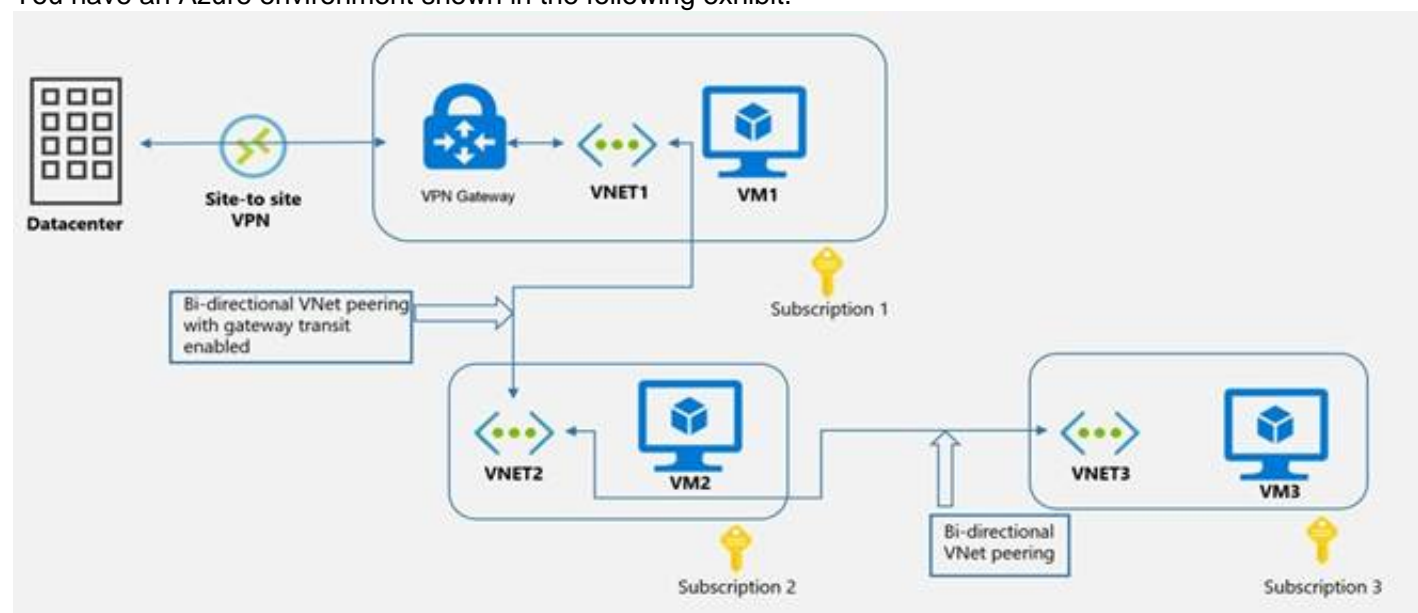 You have an Azure environment shown in the following exhibit.
Site-to site
VPN
Datacenter
VPN Gateway
VNET1
VM1
Subscription 1
Bi-directional VNet peering
with gateway transit
enabled
VNET2
VM2
Subscription 2
Bi-directional
VNet peering
VNET3
VM3
Subscription 3